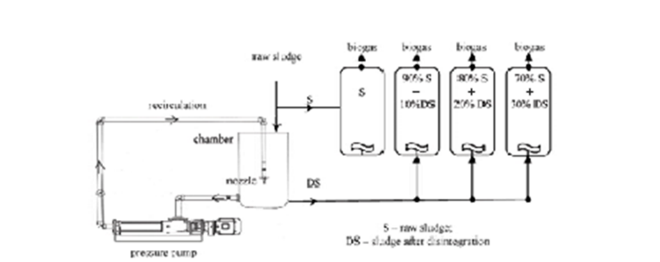 biogas biogas biogas biogas
raw sludge
S
90% S
80% S
70% S
+
+
10%DS
20% DS
30% DS
S
recirculation
chamber
nozzle
DS
S – raw sludge;
DS – sludge after disintegration
pressure pump